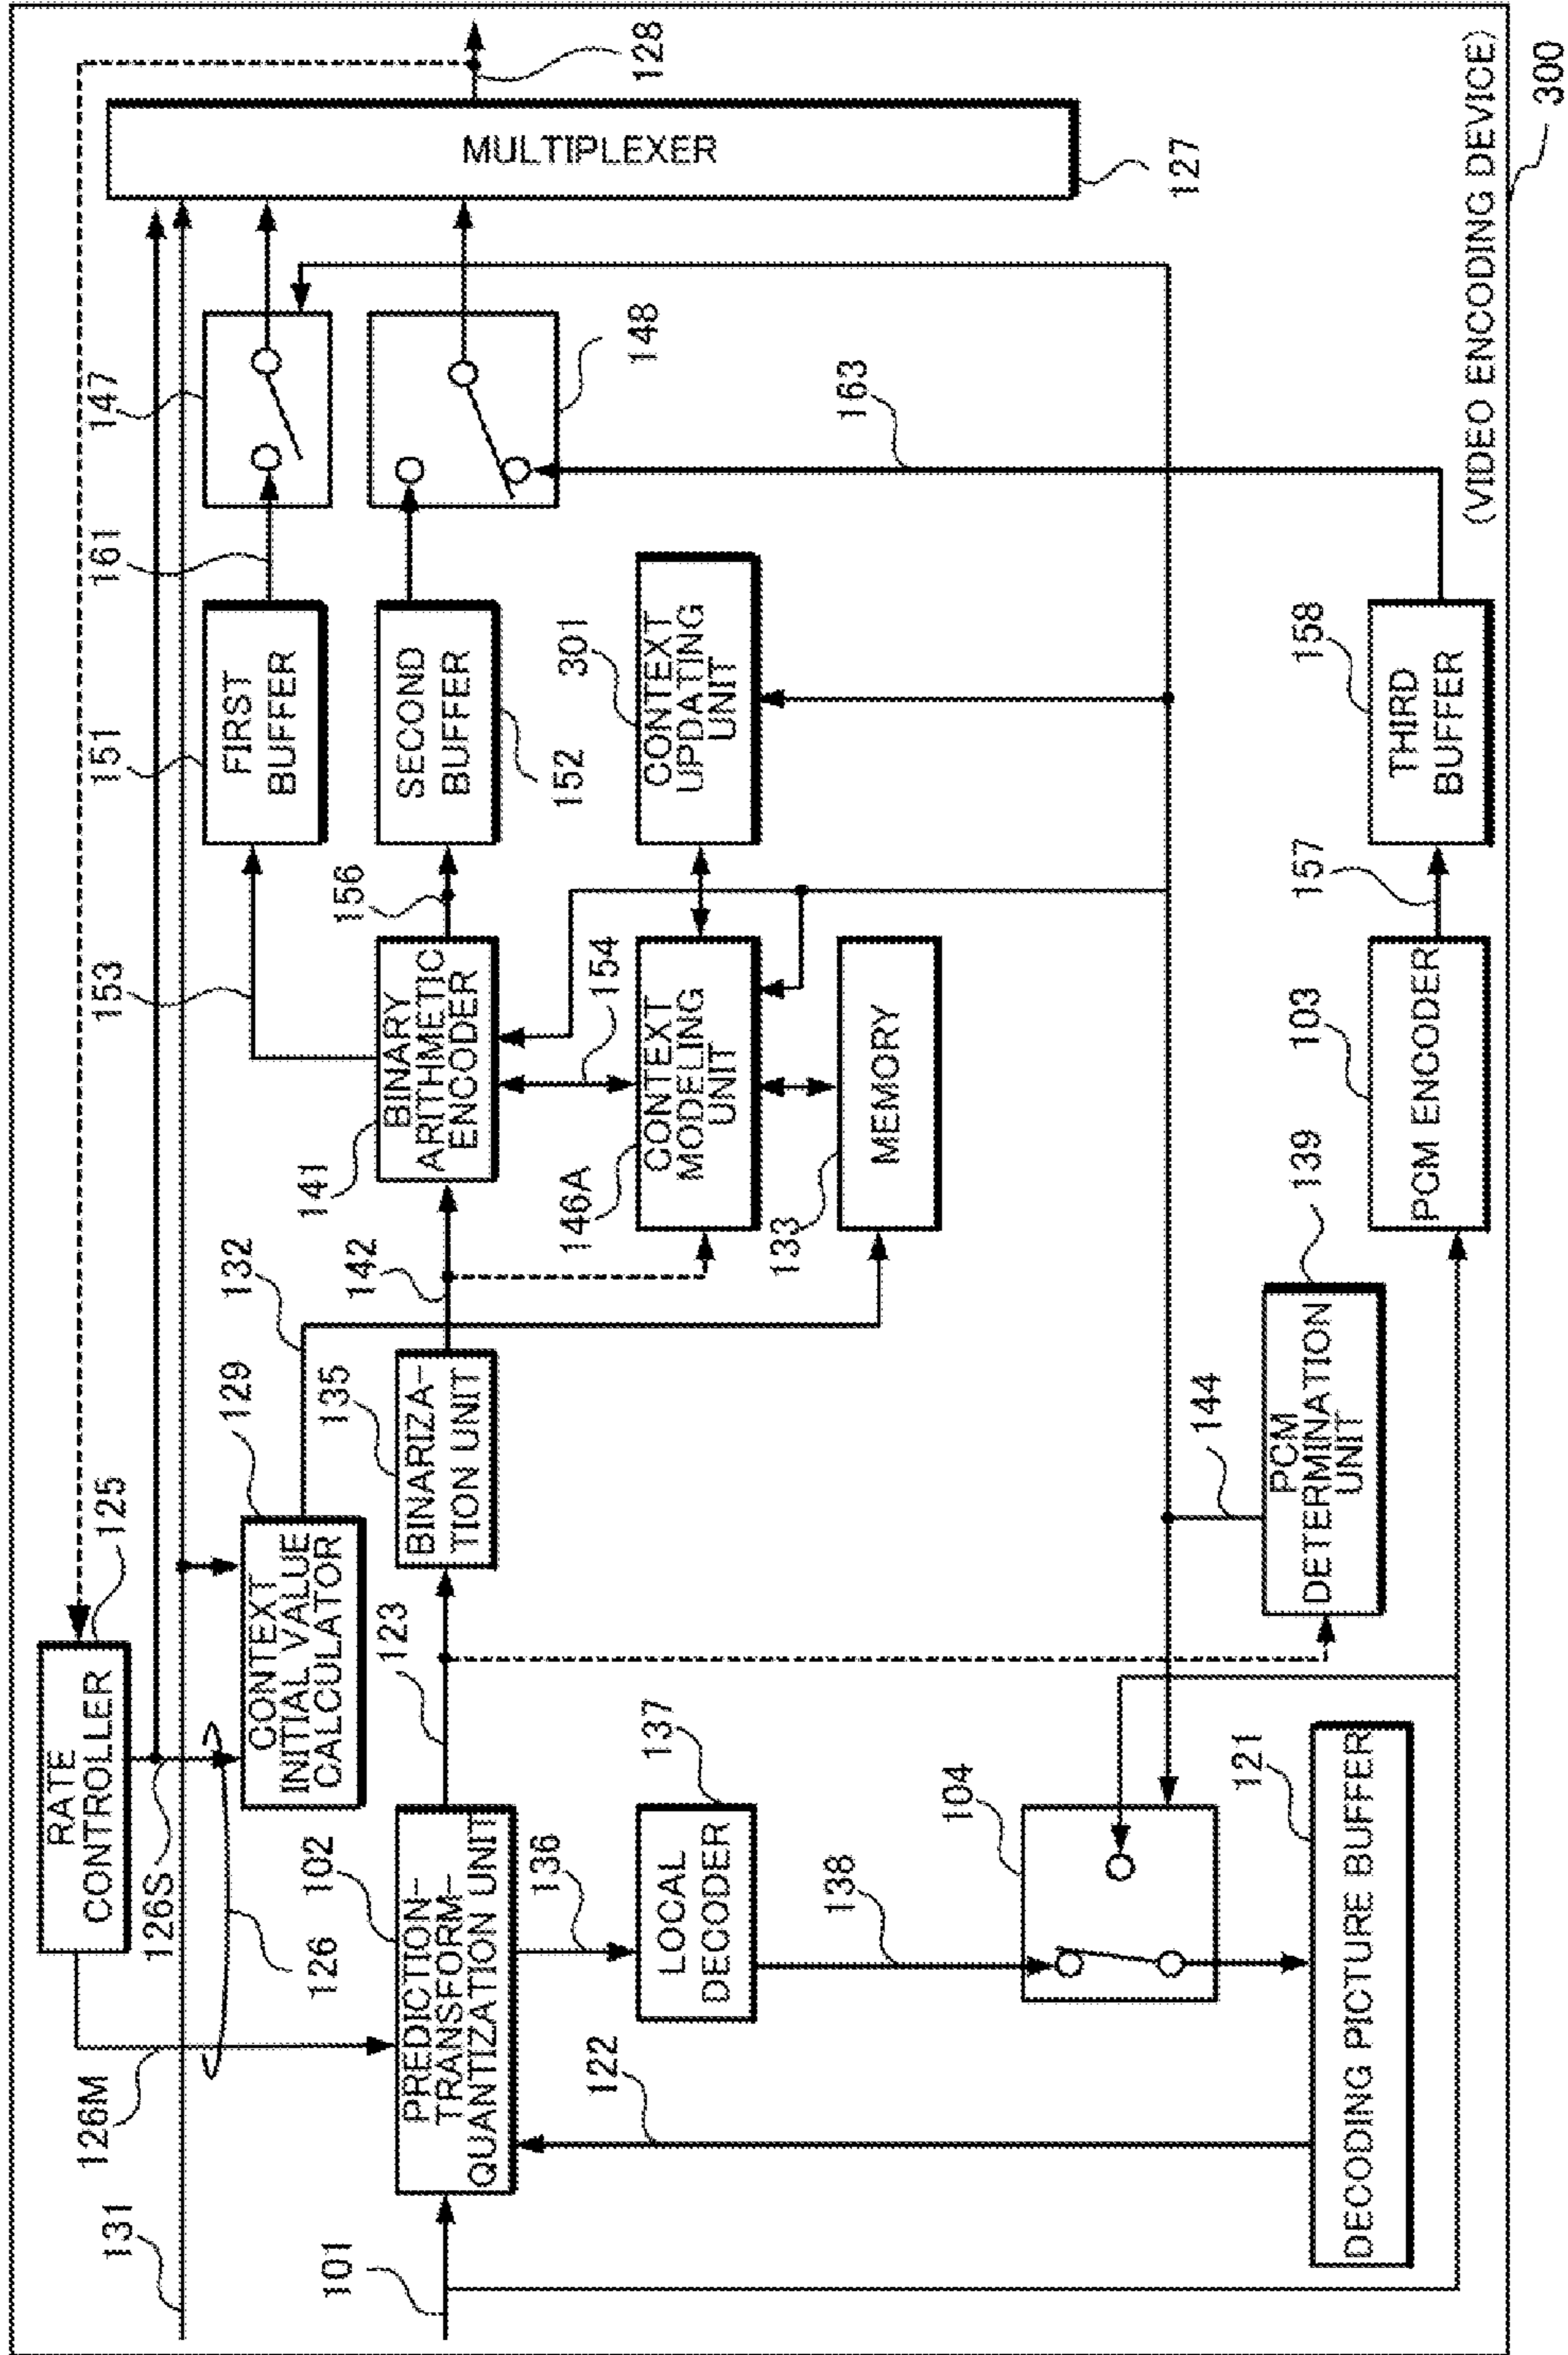 131
126M
RATE
CONTROLLER
125
126S
126
129
CONTEXT
INITIAL VALUE
CALCULATOR
132
153
151
FIRST
BUFFER
161
147
128
MULTIPLEXER
127
101
102
PREDICTION-
TRANSFORM-
QUANTIZATION UNIT
123
135
BINARIZA-
TION UNIT
142
141
BINARY
ARITHMETIC
ENCODER
156
SECOND
BUFFER
152
148
122
136
LOCAL
DECODER
137
146A
CONTEXT
MODELING
UNIT
154
301
CONTEXT
UPDATING
UNIT
163
133
MEMORY
138
104
144
121
DECODING PICTURE BUFFER
PCM
DETERMINATION
UNIT
139
103
PCM ENCODER
157
158
THIRD
BUFFER
(VIDEO ENCODING DEVICE)
300